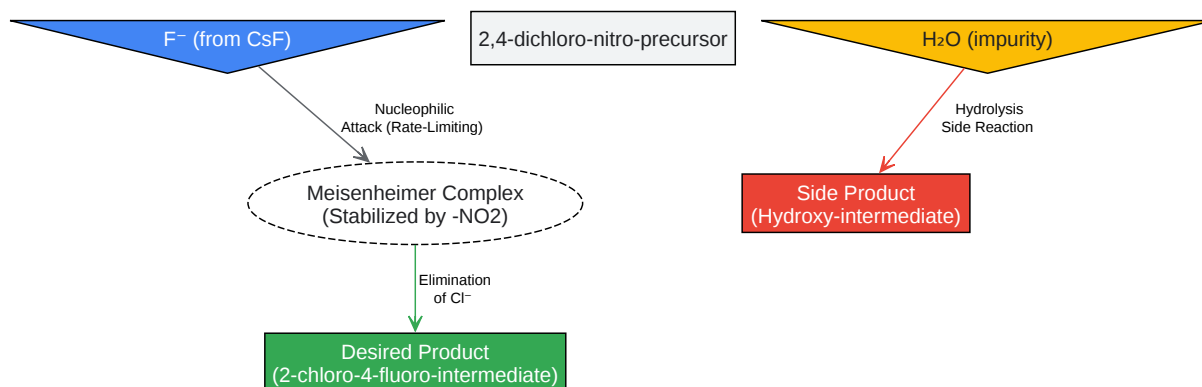 F⁻ (from CsF)
2,4-dichloro-nitro-precursor
H₂O (impurity)
Nucleophilic
Attack (Rate-Limiting)
Hydrolysis
Side Reaction
Meisenheimer Complex
(Stabilized by -NO2)
Side Product
(Hydroxy-intermediate)
Elimination
of Cl⁻
Desired Product
(2-chloro-4-fluoro-intermediate)